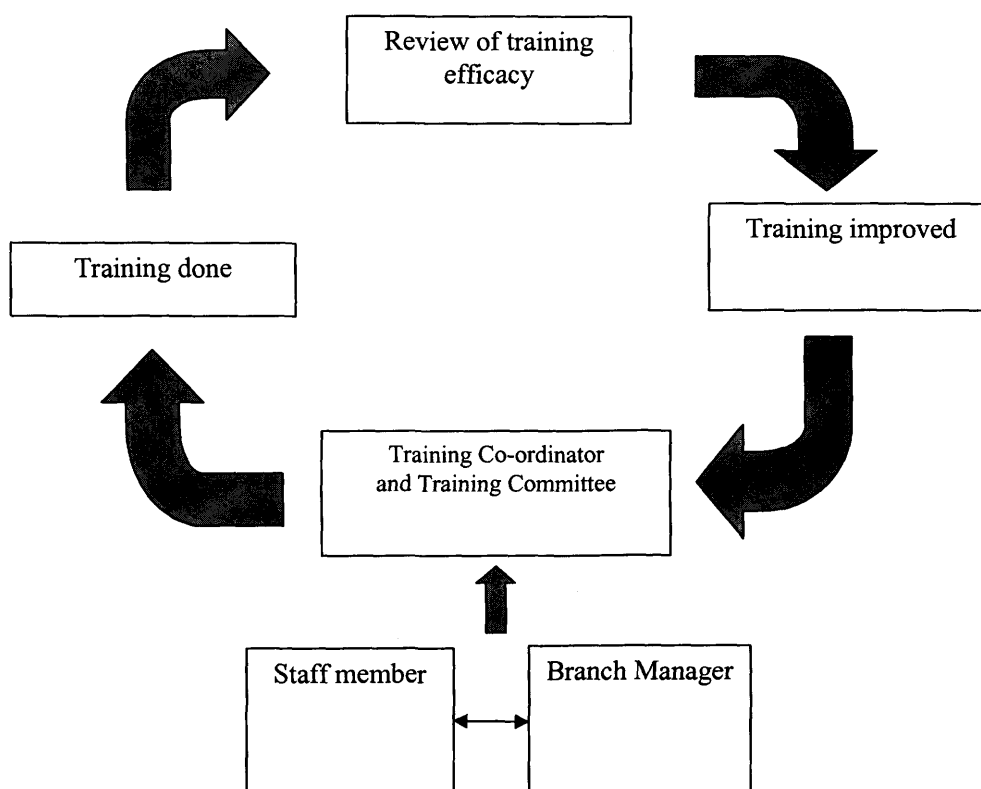 Review of training
efficacy
Training improved
Training done
Training Co-ordinator
and Training Committee
Staff member
Branch Manager